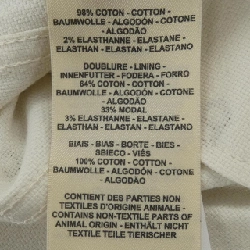 98% COTON - COTTON -
BAUMWOLLE - ALGODÓN - COTONE
ALGODÃO
2% ELASTHANNE - ELASTANE -
ELASTHAN - ELASTAN - ELASTANO
DOUBLURE - LINING -
INNENFUTTER - FODERA - FORRO
64% COTON - COTTON -
BAUMWOLLE - ALGODÓN - COTONE
ALGODÃO
33% MODAL
3% ELASTHANNE - ELASTANE -
ELASTHAN - ELASTAN - ELASTANO
BIAIS - BIAS - BORTE - BIES -
SBIECO - VIÉS
100% COTON - COTTON -
BAUMWOLLE - ALGODÓN - COTONE
ALGODÃO
CONTIENT DES PARTIES NON
TEXTILES D'ORIGINE ANIMALE -
CONTAINS NON-TEXTILE PARTS OF
ANIMAL ORIGIN - ENTHÄLT NICHT
TEXTILE TEILE TIERISCHER